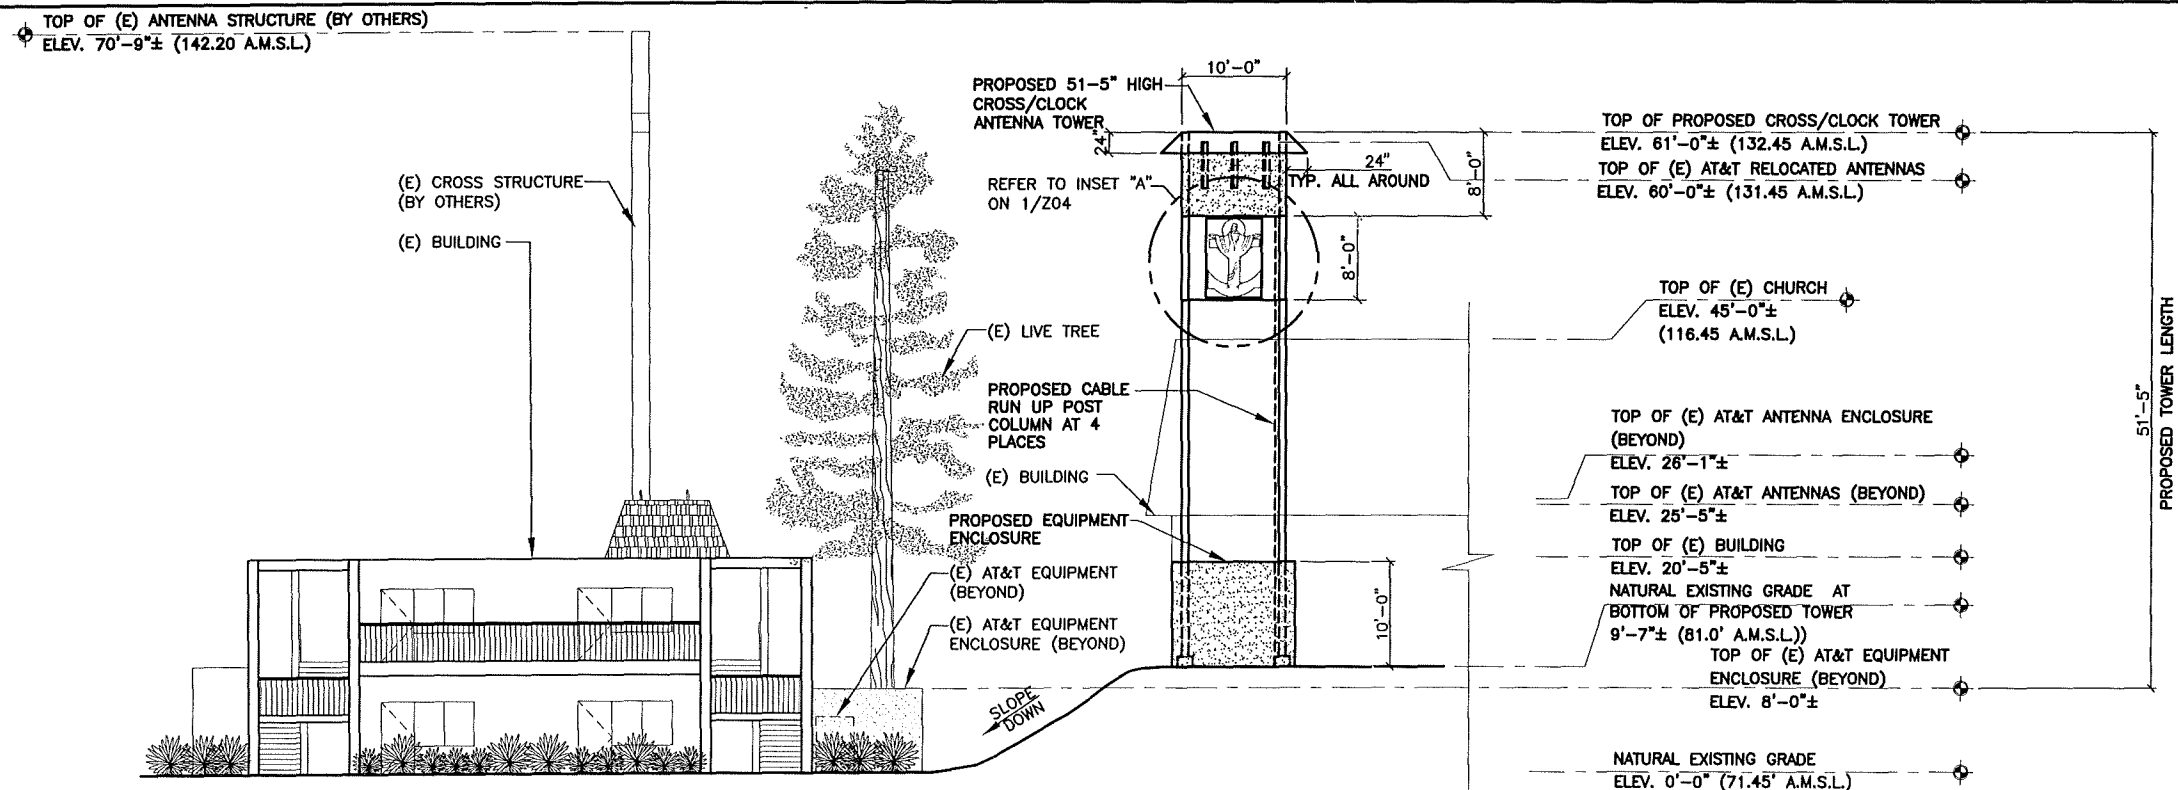 TOP OF (E) ANTENNA STRUCTURE (BY OTHERS)
ELEV. 70'-9"± (142.20 A.M.S.L.)
(E) CROSS STRUCTURE
(BY OTHERS)
(E) BUILDING
(E) LIVE TREE
10'-0"
PROPOSED 51-5" HIGH
CROSS/CLOCK
ANTENNA TOWER
24"
REFER TO INSET "A"
ON 1/Z04
24"
TYP. ALL AROUND
8'-0"
8'-0"
PROPOSED CABLE
RUN UP POST
COLUMN AT 4
PLACES
(E) BUILDING
PROPOSED EQUIPMENT
ENCLOSURE
(E) AT&T EQUIPMENT
(BEYOND)
(E) AT&T EQUIPMENT
ENCLOSURE (BEYOND)
10'-0"
SLOPE
DOWN
TOP OF PROPOSED CROSS/CLOCK TOWER
ELEV. 61'-0"± (132.45 A.M.S.L.)
TOP OF (E) AT&T RELOCATED ANTENNAS
ELEV. 60'-0"± (131.45 A.M.S.L.)
TOP OF (E) CHURCH
ELEV. 45'-0"±
(116.45 A.M.S.L.)
TOP OF (E) AT&T ANTENNA ENCLOSURE
(BEYOND)
ELEV. 26'-1"±
TOP OF (E) AT&T ANTENNAS (BEYOND)
ELEV. 25'-5"±
TOP OF (E) BUILDING
ELEV. 20'-5"±
NATURAL EXISTING GRADE AT
BOTTOM OF PROPOSED TOWER
9'-7"± (81.0' A.M.S.L.))
TOP OF (E) AT&T EQUIPMENT
ENCLOSURE (BEYOND)
ELEV. 8'-0"±
NATURAL EXISTING GRADE
ELEV. 0'-0" (71.45' A.M.S.L.)
51'-5"
PROPOSED TOWER LENGTH